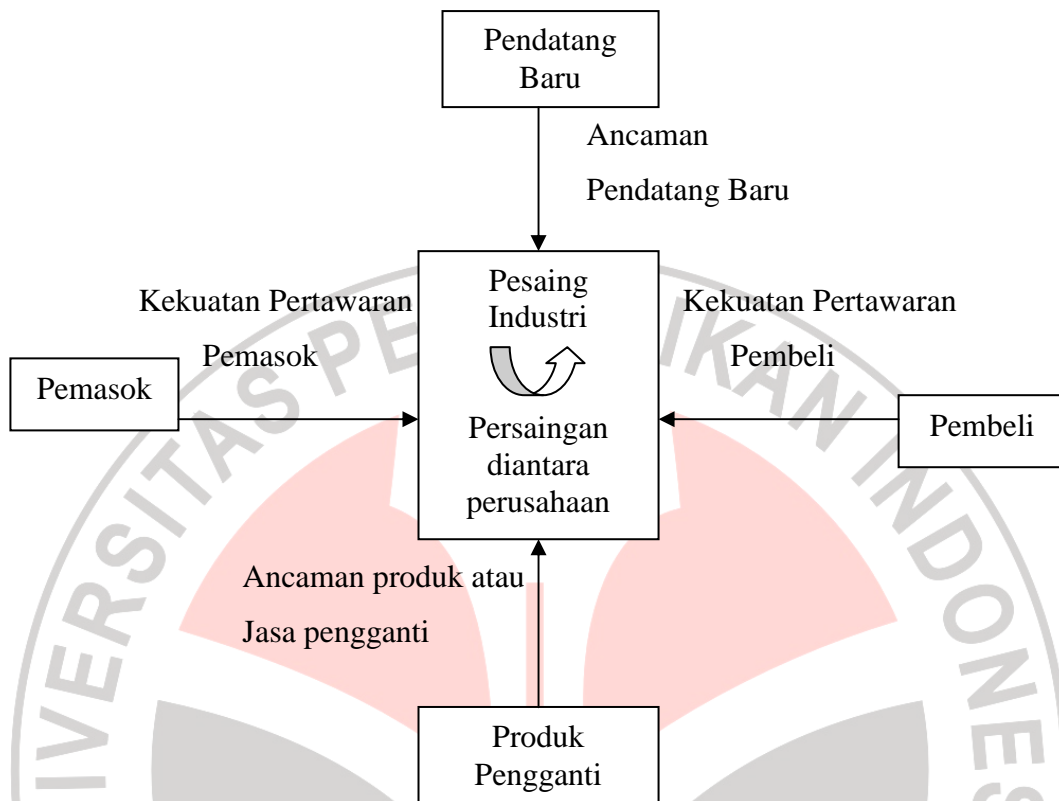 Pendatang
Baru
Ancaman
Pendatang Baru
Kekuatan Pertawaran
Pemasok
Pemasok
Pesaing
Industri
Persaingan
diantara
perusahaan
Kekuatan Pertawaran
Pembeli
Pembeli
Ancaman produk atau
Jasa pengganti
Produk
Pengganti